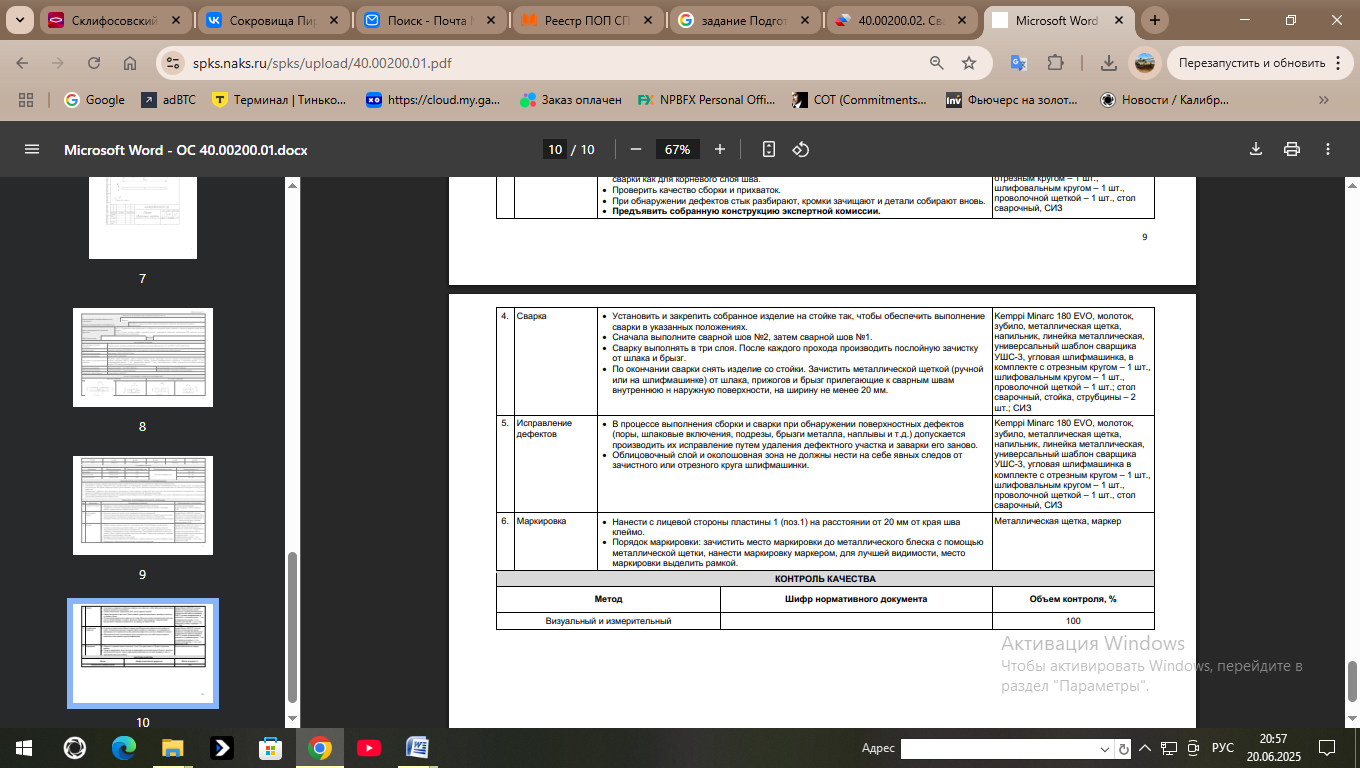 Склифосовский
Сокровища Пир
Поиск - Почта
Реестр ПОП СП
задание Подгот
40.00200.02. Сва
Microsoft Word
spks.naks.ru/spks/upload/40.00200.01.pdf
Перезапустить и обновить
Google
adBTC
Терминал | Тинько...
https://cloud.my.ga...
Заказ оплачен
NPBFX Personal Offi...
COT (Commitments...
Фьючерс на золот...
Новости / Калибр...
Microsoft Word - ОС 40.00200.01.docx
10 / 10
67%
7
8
9
10
сварки как для корневого слоя шва.
• Проверить качество сборки и прихваток.
• При обнаружении дефектов стык разбирают, кромки зачищают и детали собирают вновь.
• Предъявить собранную конструкцию экспертной комиссии.
отрезным кругом – 1 шт.,
шлифовальным кругом – 1 шт.,
проволочной щеткой – 1 шт.; стол
сварочный, СИЗ
9
4. Сварка
• Установить и закрепить собранное изделие на стойке так, чтобы обеспечить выполнение
сварки в указанных положениях.
• Сначала выполните сварной шов №2, затем сварной шов №1.
• Сварку выполнять в три слоя. После каждого прохода производить послойную зачистку
от шлака и брызг.
• По окончании сварки снять изделие со стойки. Зачистить металлической щеткой (ручной
или на шлифмашинке) от шлака, прижогов и брызг прилегающие к сварным швам
внутреннюю н наружную поверхности, на ширину не менее 20 мм.
Kemppi Minarc 180 EVO, молоток,
зубило, металлическая щетка,
напильник, линейка металлическая,
универсальный шаблон сварщика
УШС-3, угловая шлифмашинка, в
комплекте с отрезным кругом – 1 шт.,
шлифовальным кругом – 1 шт.,
проволочной щеткой – 1 шт.; стол
сварочный, стойка, струбцины – 2
шт.; СИЗ
5. Исправление
дефектов
• В процессе выполнения сборки и сварки при обнаружении поверхностных дефектов
(поры, шлаковые включения, подрезы, брызги металла, наплывы и т.д.) допускается
производить их исправление путем удаления дефектного участка и заварки его заново.
• Облицовочный слой и околошовная зона не должны нести на себе явных следов от
зачистного или отрезного круга шлифмашинки.
Kemppi Minarc 180 EVO, молоток,
зубило, металлическая щетка,
напильник, линейка металлическая,
универсальный шаблон сварщика
УШС-3, угловая шлифмашинка в
комплекте с отрезным кругом – 1 шт.,
шлифовальным кругом – 1 шт.,
проволочной щеткой – 1 шт., стол
сварочный, СИЗ
6. Маркировка
• Нанести с лицевой стороны пластины 1 (поз.1) на расстоянии от 20 мм от края шва
клеймо.
• Порядок маркировки: зачистить место маркировки до металлического блеска с помощью
металлической щетки, нанести маркировку маркером, для лучшей видимости, место
маркировки выделить рамкой.
Металлическая щетка, маркер
КОНТРОЛЬ КАЧЕСТВА
Метод
Шифр нормативного документа
Объем контроля, %
Визуальный и измерительный
100
Активация Windows
Чтобы активировать Windows, перейдите в
раздел "Параметры".
Адрес
РУС
20:57
20.06.2025